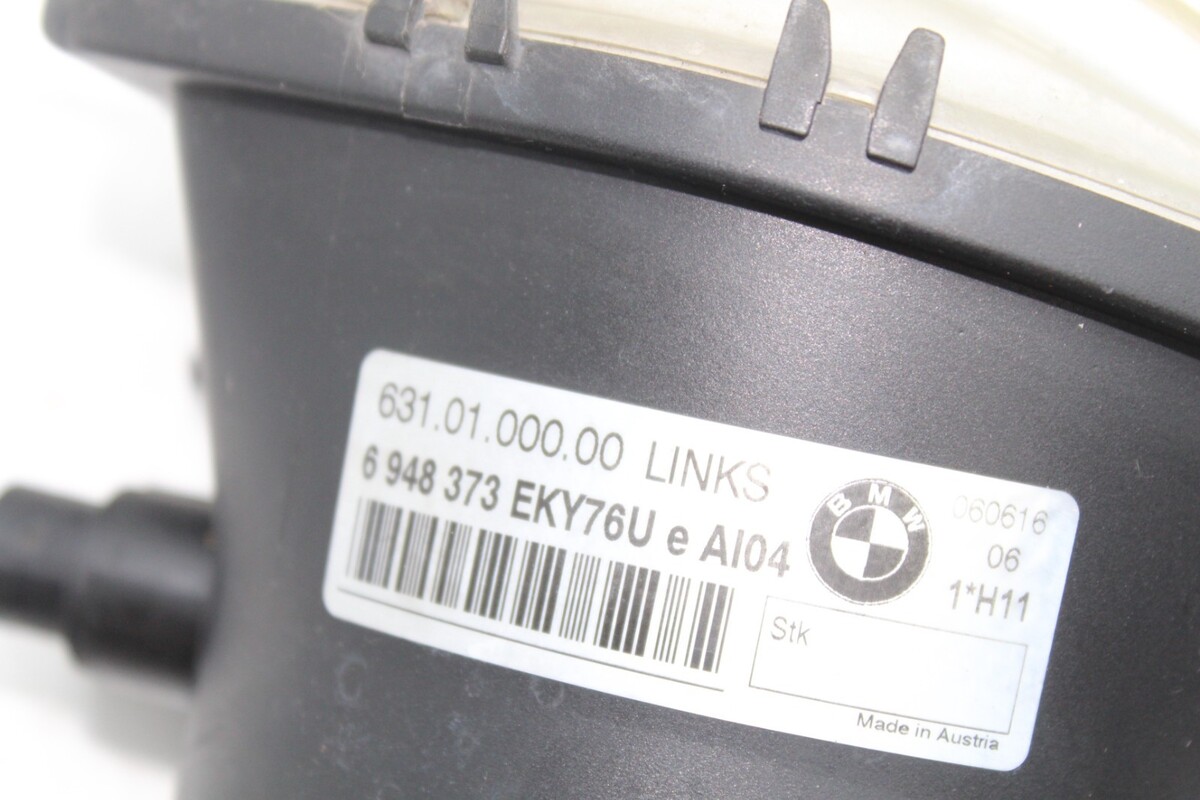 631.01.000.00 LINKS
6 948 373 EKY76U e AI04
BMW
060616
06
1*H11
Stk
Made in Austria